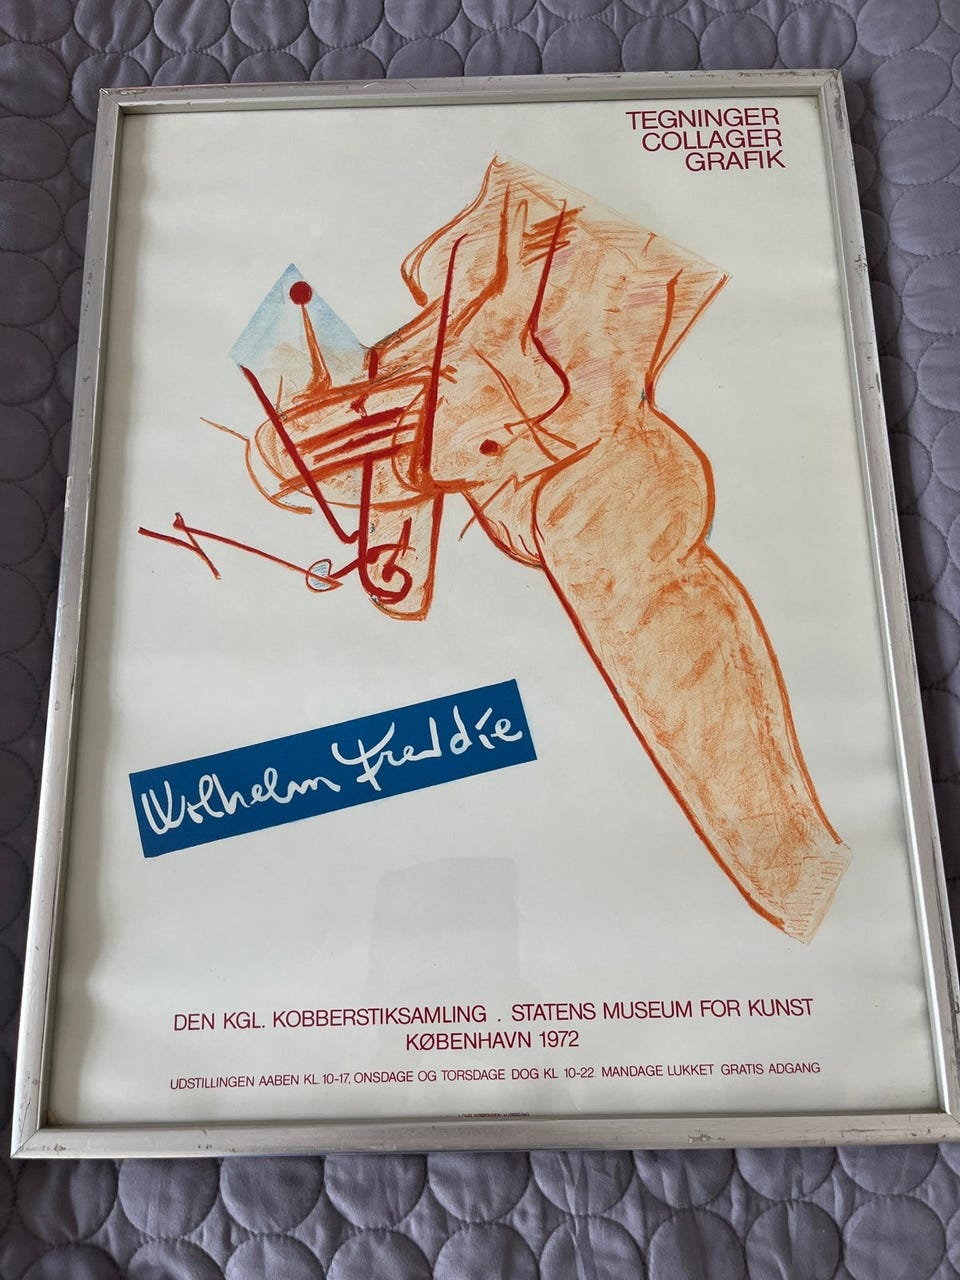 TEGNINGER
COLLAGER
GRAFIK
Wilhelm Freddie
DEN KGL. KOBBERSTIKSAMLING . STATENS MUSEUM FOR KUNST
KØBENHAVN 1972
UDSTILLINGEN AABEN KL 10-17, ONSDAGE OG TORSDAGE DOG KL 10-22. MANDAGE LUKKET GRATIS ADGANG